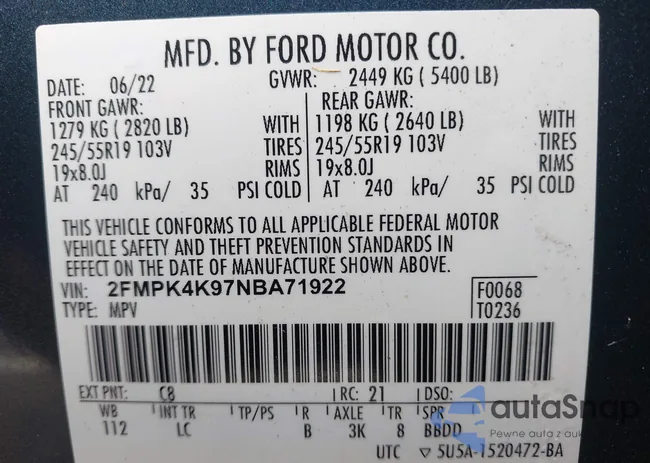 MFD. BY FORD MOTOR CO.
DATE: 06/22 GVWR: 2449 KG ( 5400 LB)
FRONT GAWR: REAR GAWR:
1279 KG ( 2820 LB) WITH 1198 KG ( 2640 LB) WITH
245/55R19 103V TIRES 245/55R19 103V TIRES
19x8.0J RIMS 19x8.0J RIMS
AT 240 kPa/ 35 PSI COLD AT 240 kPa/ 35 PSI COLD
THIS VEHICLE CONFORMS TO ALL APPLICABLE FEDERAL MOTOR
VEHICLE SAFETY AND THEFT PREVENTION STANDARDS IN
EFFECT ON THE DATE OF MANUFACTURE SHOWN ABOVE.
VIN: 2FMPK4K97NBA71922 F0068
TYPE: MPV T0236
EXT PNT: C8 RC: 21 DSO:
WB INT TR TP/PS R AXLE TR SPR
112 LC B 3K 8 BBDD
UTC ▽ 5U5A-1520472-BA
autaSnap
Pewne auta z auk